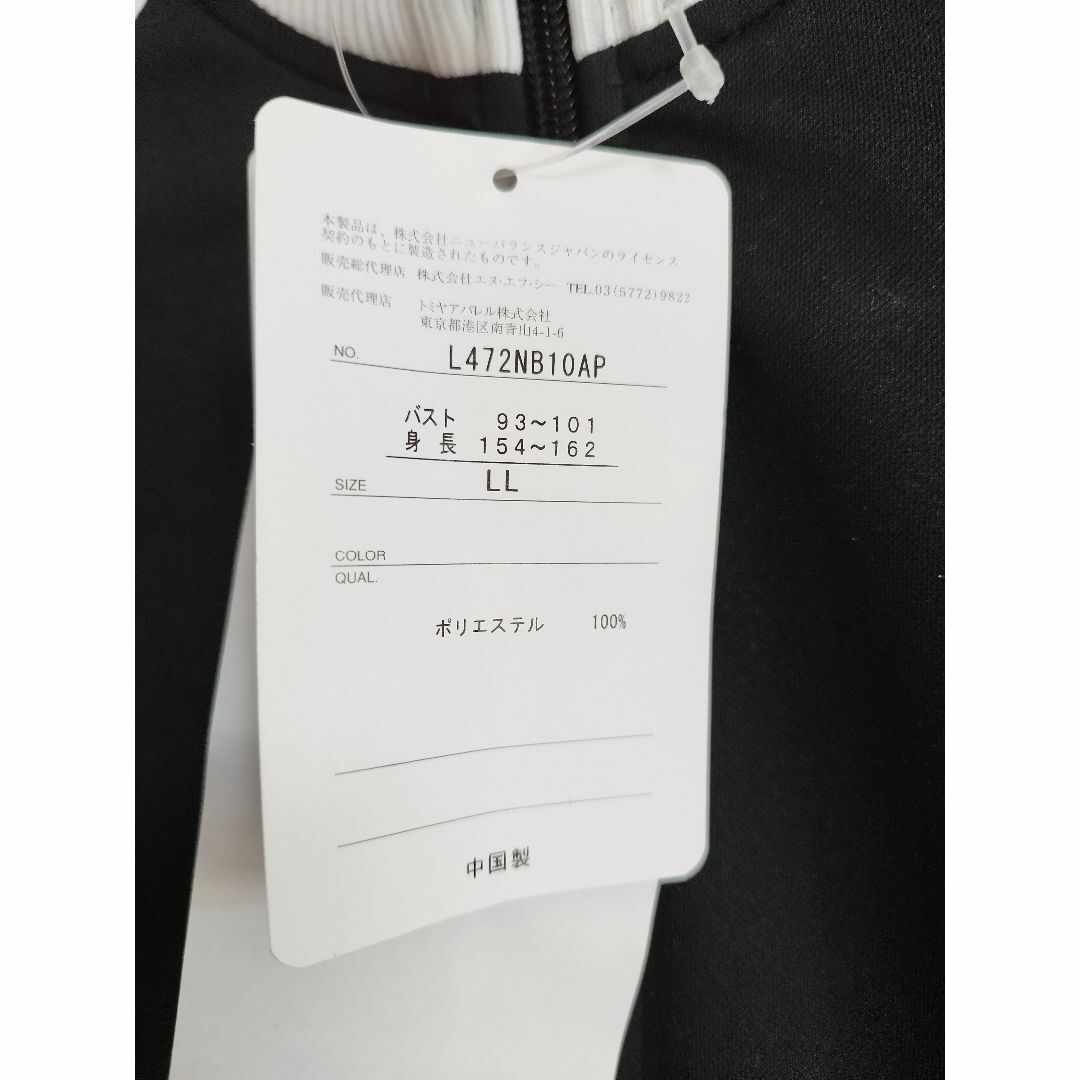 本製品は、株式会社ニューバランスジャパンのライセンス
契約のもとに製造されたものです。
販売総代理店 株式会社エヌ・エフ・シー TEL.03(5772)9822
販売代理店 トミヤアパレル株式会社
東京都港区南青山4-1-6
NO. L472NB10AP
バスト 93～101
身長 154～162
SIZE LL
COLOR
QUAL.
ポリエステル 100%
中国製